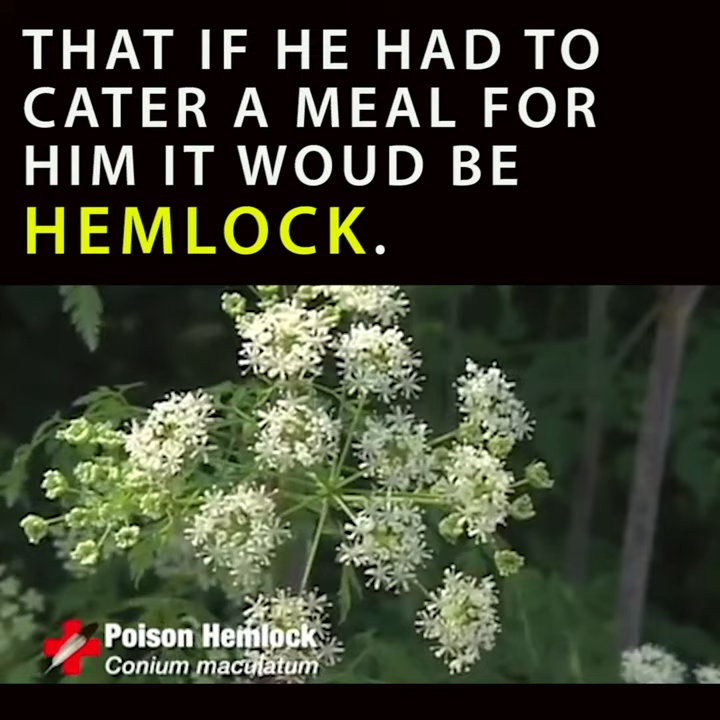 THAT IF HE HAD TO
CATER A MEAL FOR
HIM IT WOUD BE
HEMLOCK.
Poison Hemlock
Conium maculatum